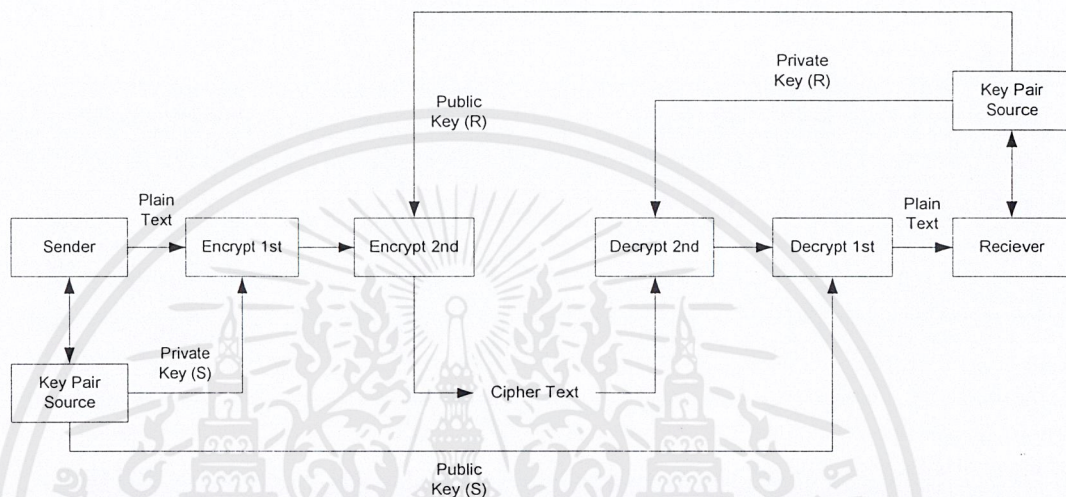 Private
Key (R)
Key Pair
Source
Public
Key (R)
Plain
Text
Plain
Text
Sender
Encrypt 1st
Encrypt 2nd
Decrypt 2nd
Decrypt 1st
Reciever
Private
Key (S)
Key Pair
Source
Cipher Text
Public
Key (S)